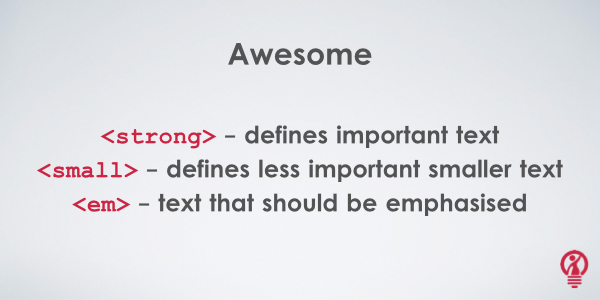 Awesome
<strong> – defines important text
<small> – defines less important smaller text
<em> – text that should be emphasised